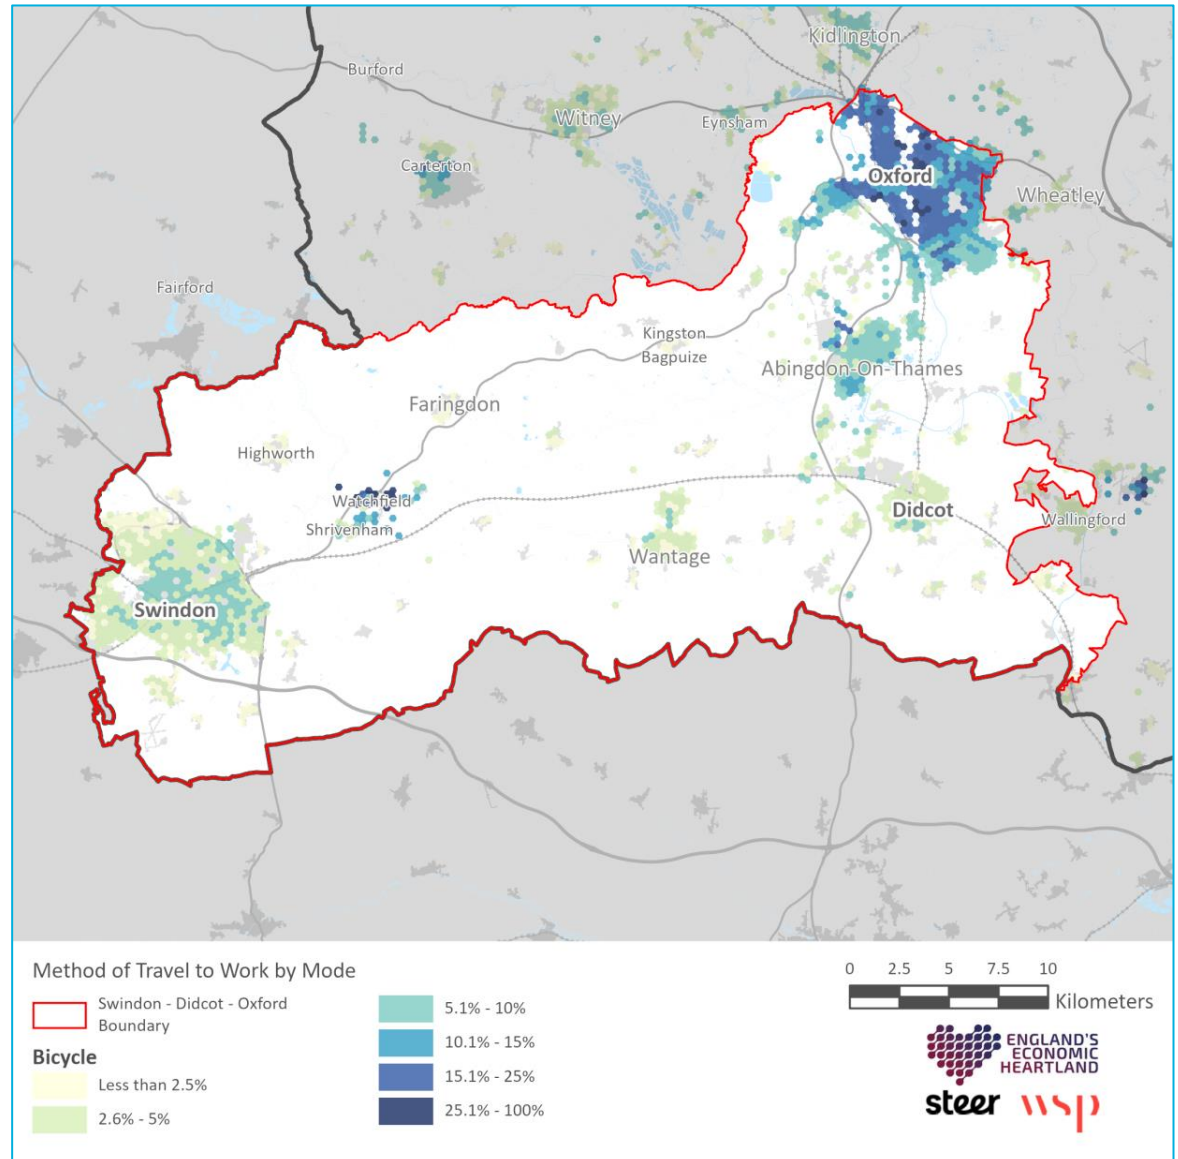 Kidlington
Burford
Witney
Eynsham
Carterton
Oxford
Wheatley
Fairford
Kingston
Bagpuize
Abingdon-On-Thames
Faringdon
Highworth
Watchfield
Shrivenham
Didcot
Wallingford
Wantage
Swindon
Method of Travel to Work by Mode
Swindon - Didcot - Oxford
Boundary
Bicycle
Less than 2.5%
2.6% - 5%
5.1% - 10%
10.1% - 15%
15.1% - 25%
25.1% - 100%
0 2.5 5 7.5 10
Kilometers
ENGLAND'S
ECONOMIC
HEARTLAND
steer wsp